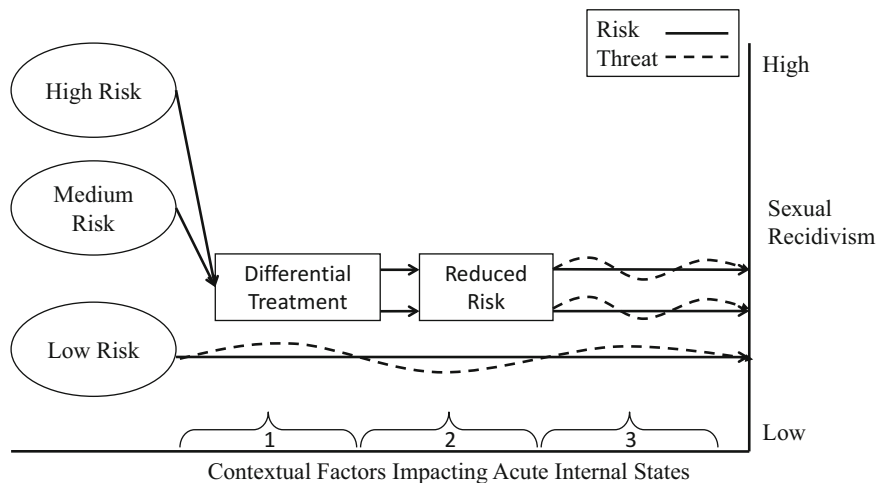 Risk
Threat
High
High Risk
Medium
Risk
Sexual
Recidivism
Differential
Treatment
Reduced
Risk
Low Risk
Low
1
2
3
Contextual Factors Impacting Acute Internal States